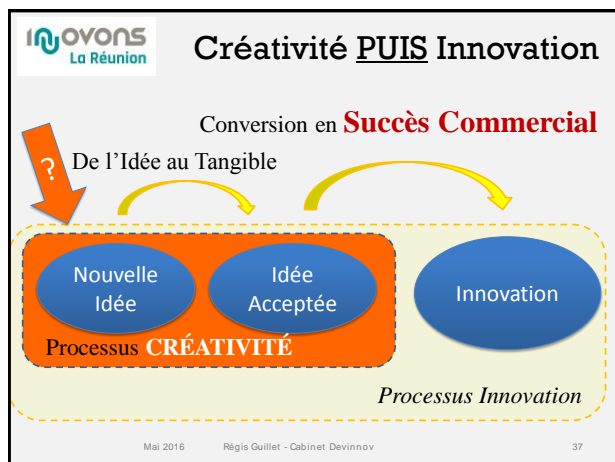 INOVONS
La Réunion
Créativité PUIS Innovation
Conversion en Succès Commercial
?
De l'Idée au Tangible
Nouvelle
Idée
Idée
Acceptée
Innovation
Processus CRÉATIVITÉ
Processus Innovation
Mai 2016 Régis Guillet - Cabinet Devinnov 37